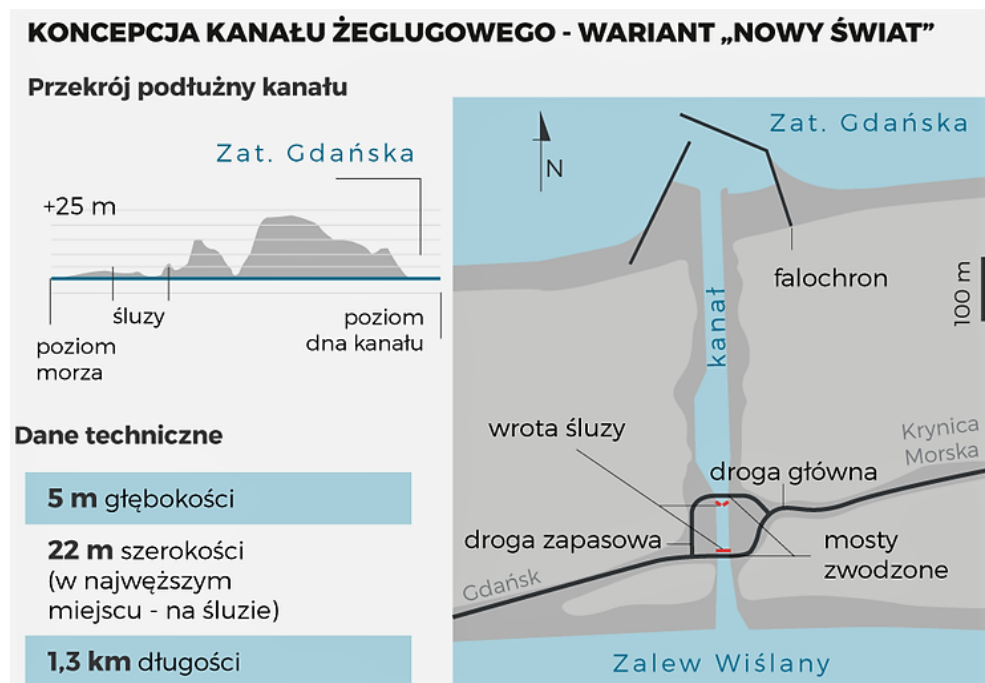 KONCEPCJA KANAŁU ŻEGLUGOWEGO - WARIANT „NOWY ŚWIAT”
Przekrój podłużny kanału
Zat. Gdańska
+25 m
śluzy
poziom
morza
poziom
dna kanału
Dane techniczne
5 m głębokości
22 m szerokości
(w najwęższym
miejscu - na śluzie)
1,3 km długości
Zat. Gdańska
N
falochron
100 m
kanał
wrota śluzy
Krynica
Morska
droga główna
droga zapasowa
mosty
zwodzone
Gdańsk
Zalew Wiślany